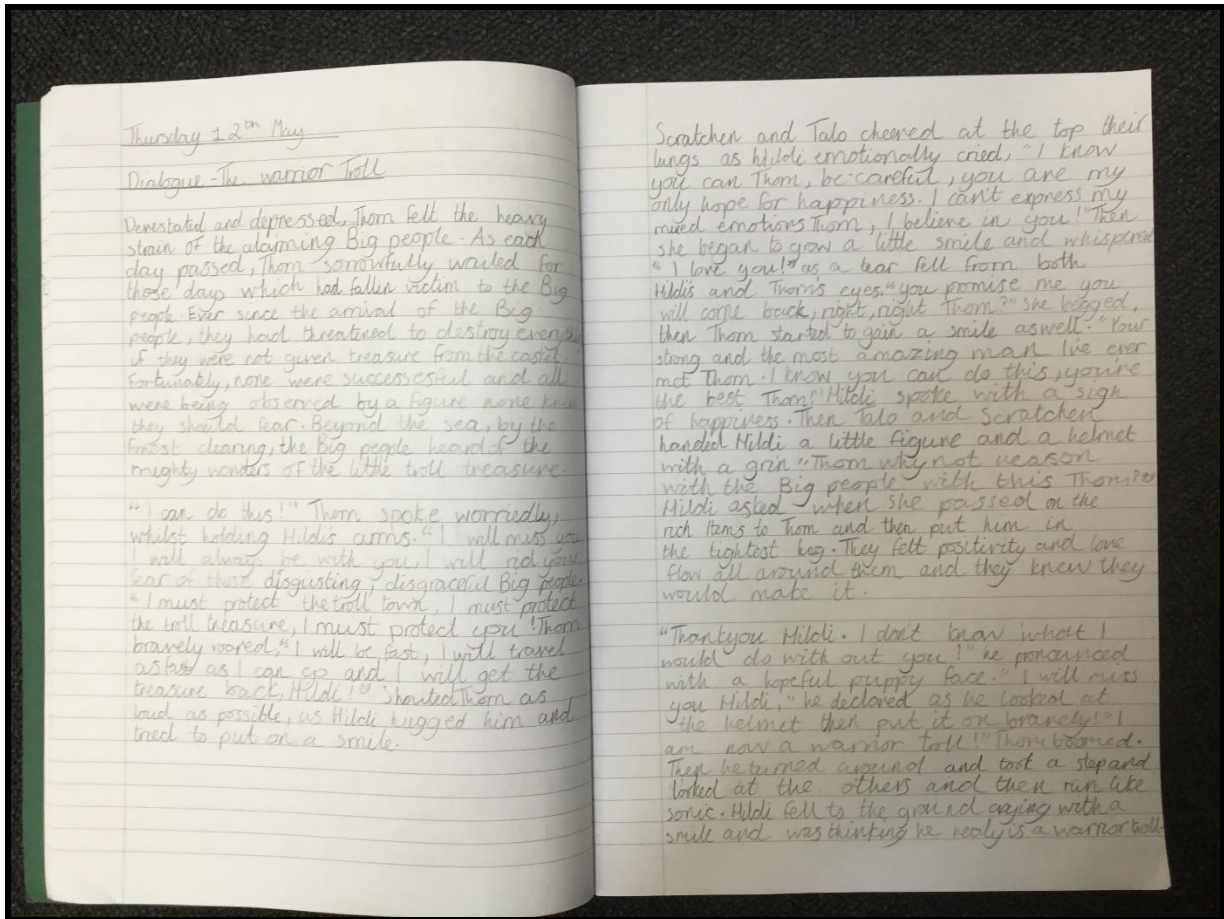 Thursday 12th May
Dialogue - The warrior Troll
Devestated and depressed, Thom felt the heavy
strain of the alarming Big people. As each
day passed, Thom sorrowfully wailed for
those days which had fallen victim to the Big
people. Ever since the arrival of the Big
people, they had threatened to destroy everything
if they were not given treasure from the castel.
Fortunately, none were successesful and all
were being observed by a figure none knew
they should fear. Beyond the sea, by the
forest clearing, the Big people heard of the
mighty wonders of the little troll treasure.
"I can do this!" Thom spoke worriedly,
whilst holding Hildi's arms. "I will miss you,
I will always be with you, I will rid your
fear of those disgusting, disgraceful Big people.
"I must protect the troll town, I must protect
the troll treasure, I must protect you! Thom
bravely roared, "I will be fast, I will travel
as fast as I can go and I will get the
treasure back, Hildi!" Shouted Thom as
loud as possible, as Hildi hugged him and
tried to put on a smile.
Scratchen and Talo cheered at the top their
lungs as Hildi emotionally cried, "I know
you can Thom, be careful, you are my
only hope for happiness. I can't express my
mixed emotions Thom, I believe in you!" Then
she began to grow a little smile and whispered
"I love you!" as a tear fell from both
Hildi's and Thom's eyes. "you promise me you
will come back, right, right Thom?" She begged,
then Thom started to gain a smile aswell. "Your
strong and the most amazing man I've ever
met Thom. I know you can do this, you're
the best Thom!" Hildi spoke with a sigh
of happiness. Then Talo and Scratchen
handed Hildi a little figure and a helmet
with a grin "Thom why not reason
with the Big people with this Thom?"
Hildi asked when she passed on the
rich items to Thom and then put him in
the tightest hug. They felt positivity and love
flow all around them and they knew they
would make it.
"Thankyou Hildi. I don't know what I
would do with out you!" he pronounced
with a hopeful puppy face. "I will miss
you Hildi," he declared as he looked at
the helmet then put it on bravely! "I
am now a warrior troll!" Thom boomed.
Then he turned around and took a step and
looked at the others and then run like
sonic. Hildi fell to the ground crying with a
smile and was thinking he realy is a warrior troll.